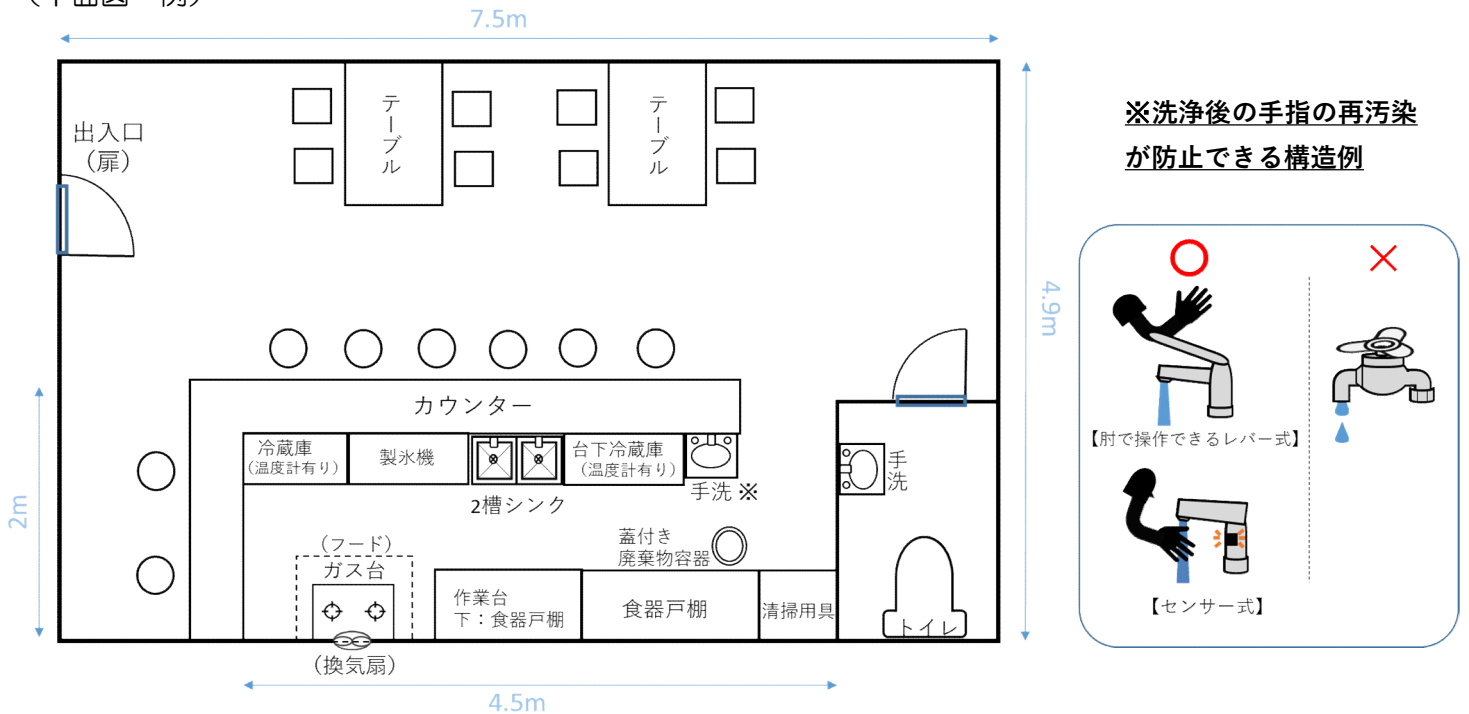 （平面図 例）
7.5m
出入口
（扉）
テーブル
テーブル
4.9m
カウンター
冷蔵庫
（温度計有り）
製氷機
台下冷蔵庫
（温度計有り）
2槽シンク
手洗 ※
手洗
2m
（フード）
ガス台
蓋付き
廃棄物容器
作業台
下：食器戸棚
食器戸棚
清掃用具
トイレ
（換気扇）
4.5m
※洗浄後の手指の再汚染
が防止できる構造例
【肘で操作できるレバー式】
【センサー式】